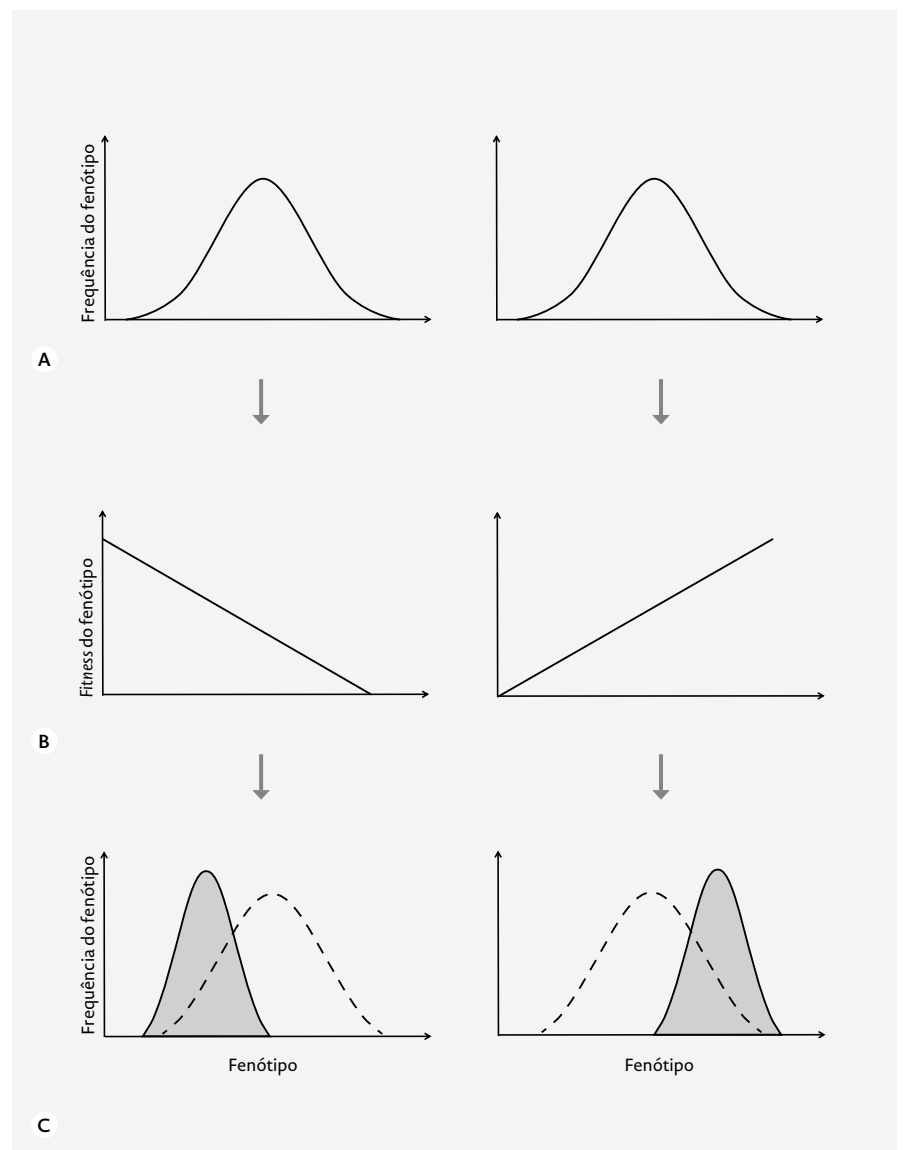 Frequência do fenótipo
A
Fitness do fenótipo
B
Frequência do fenótipo
Fenótipo
Fenótipo
C